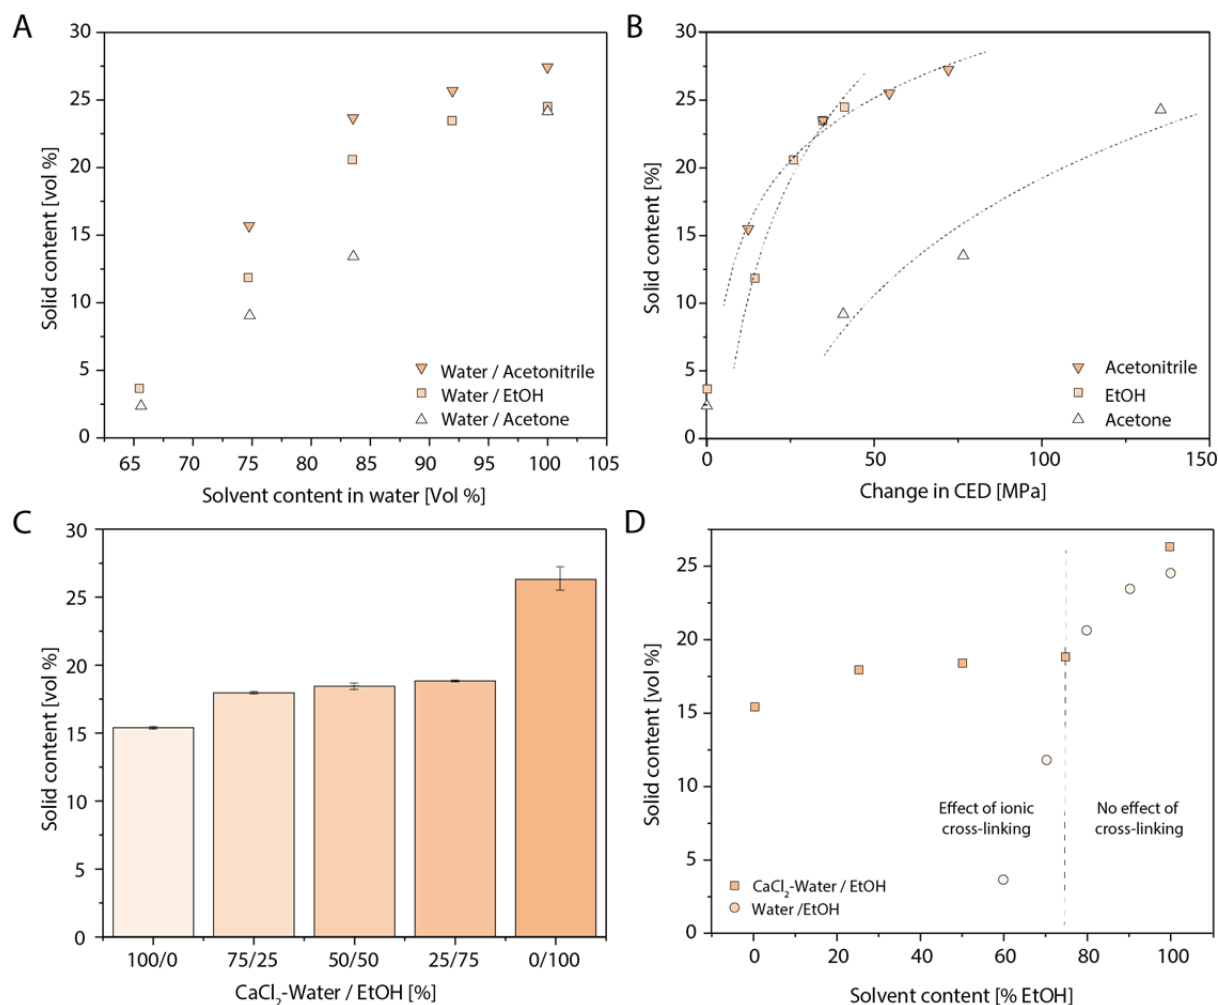 A
30
25
20
15
10
5
0
Solid content [vol %]
Water / Acetonitrile
Water / EtOH
Water / Acetone
65 70 75 80 85 90 95 100 105
Solvent content in water [Vol %]
B
30
25
20
15
10
5
0
Solid content [%]
Acetonitrile
EtOH
Acetone
0 50 100 150
Change in CED [MPa]
C
30
25
20
15
10
5
0
Solid content [vol %]
100/0 75/25 50/50 25/75 0/100
CaCl₂-Water / EtOH [%]
D
25
20
15
10
5
0
Solid content [vol %]
Effect of ionic
cross-linking
No effect of
cross-linking
CaCl₂-Water / EtOH
Water /EtOH
0 20 40 60 80 100
Solvent content [% EtOH]